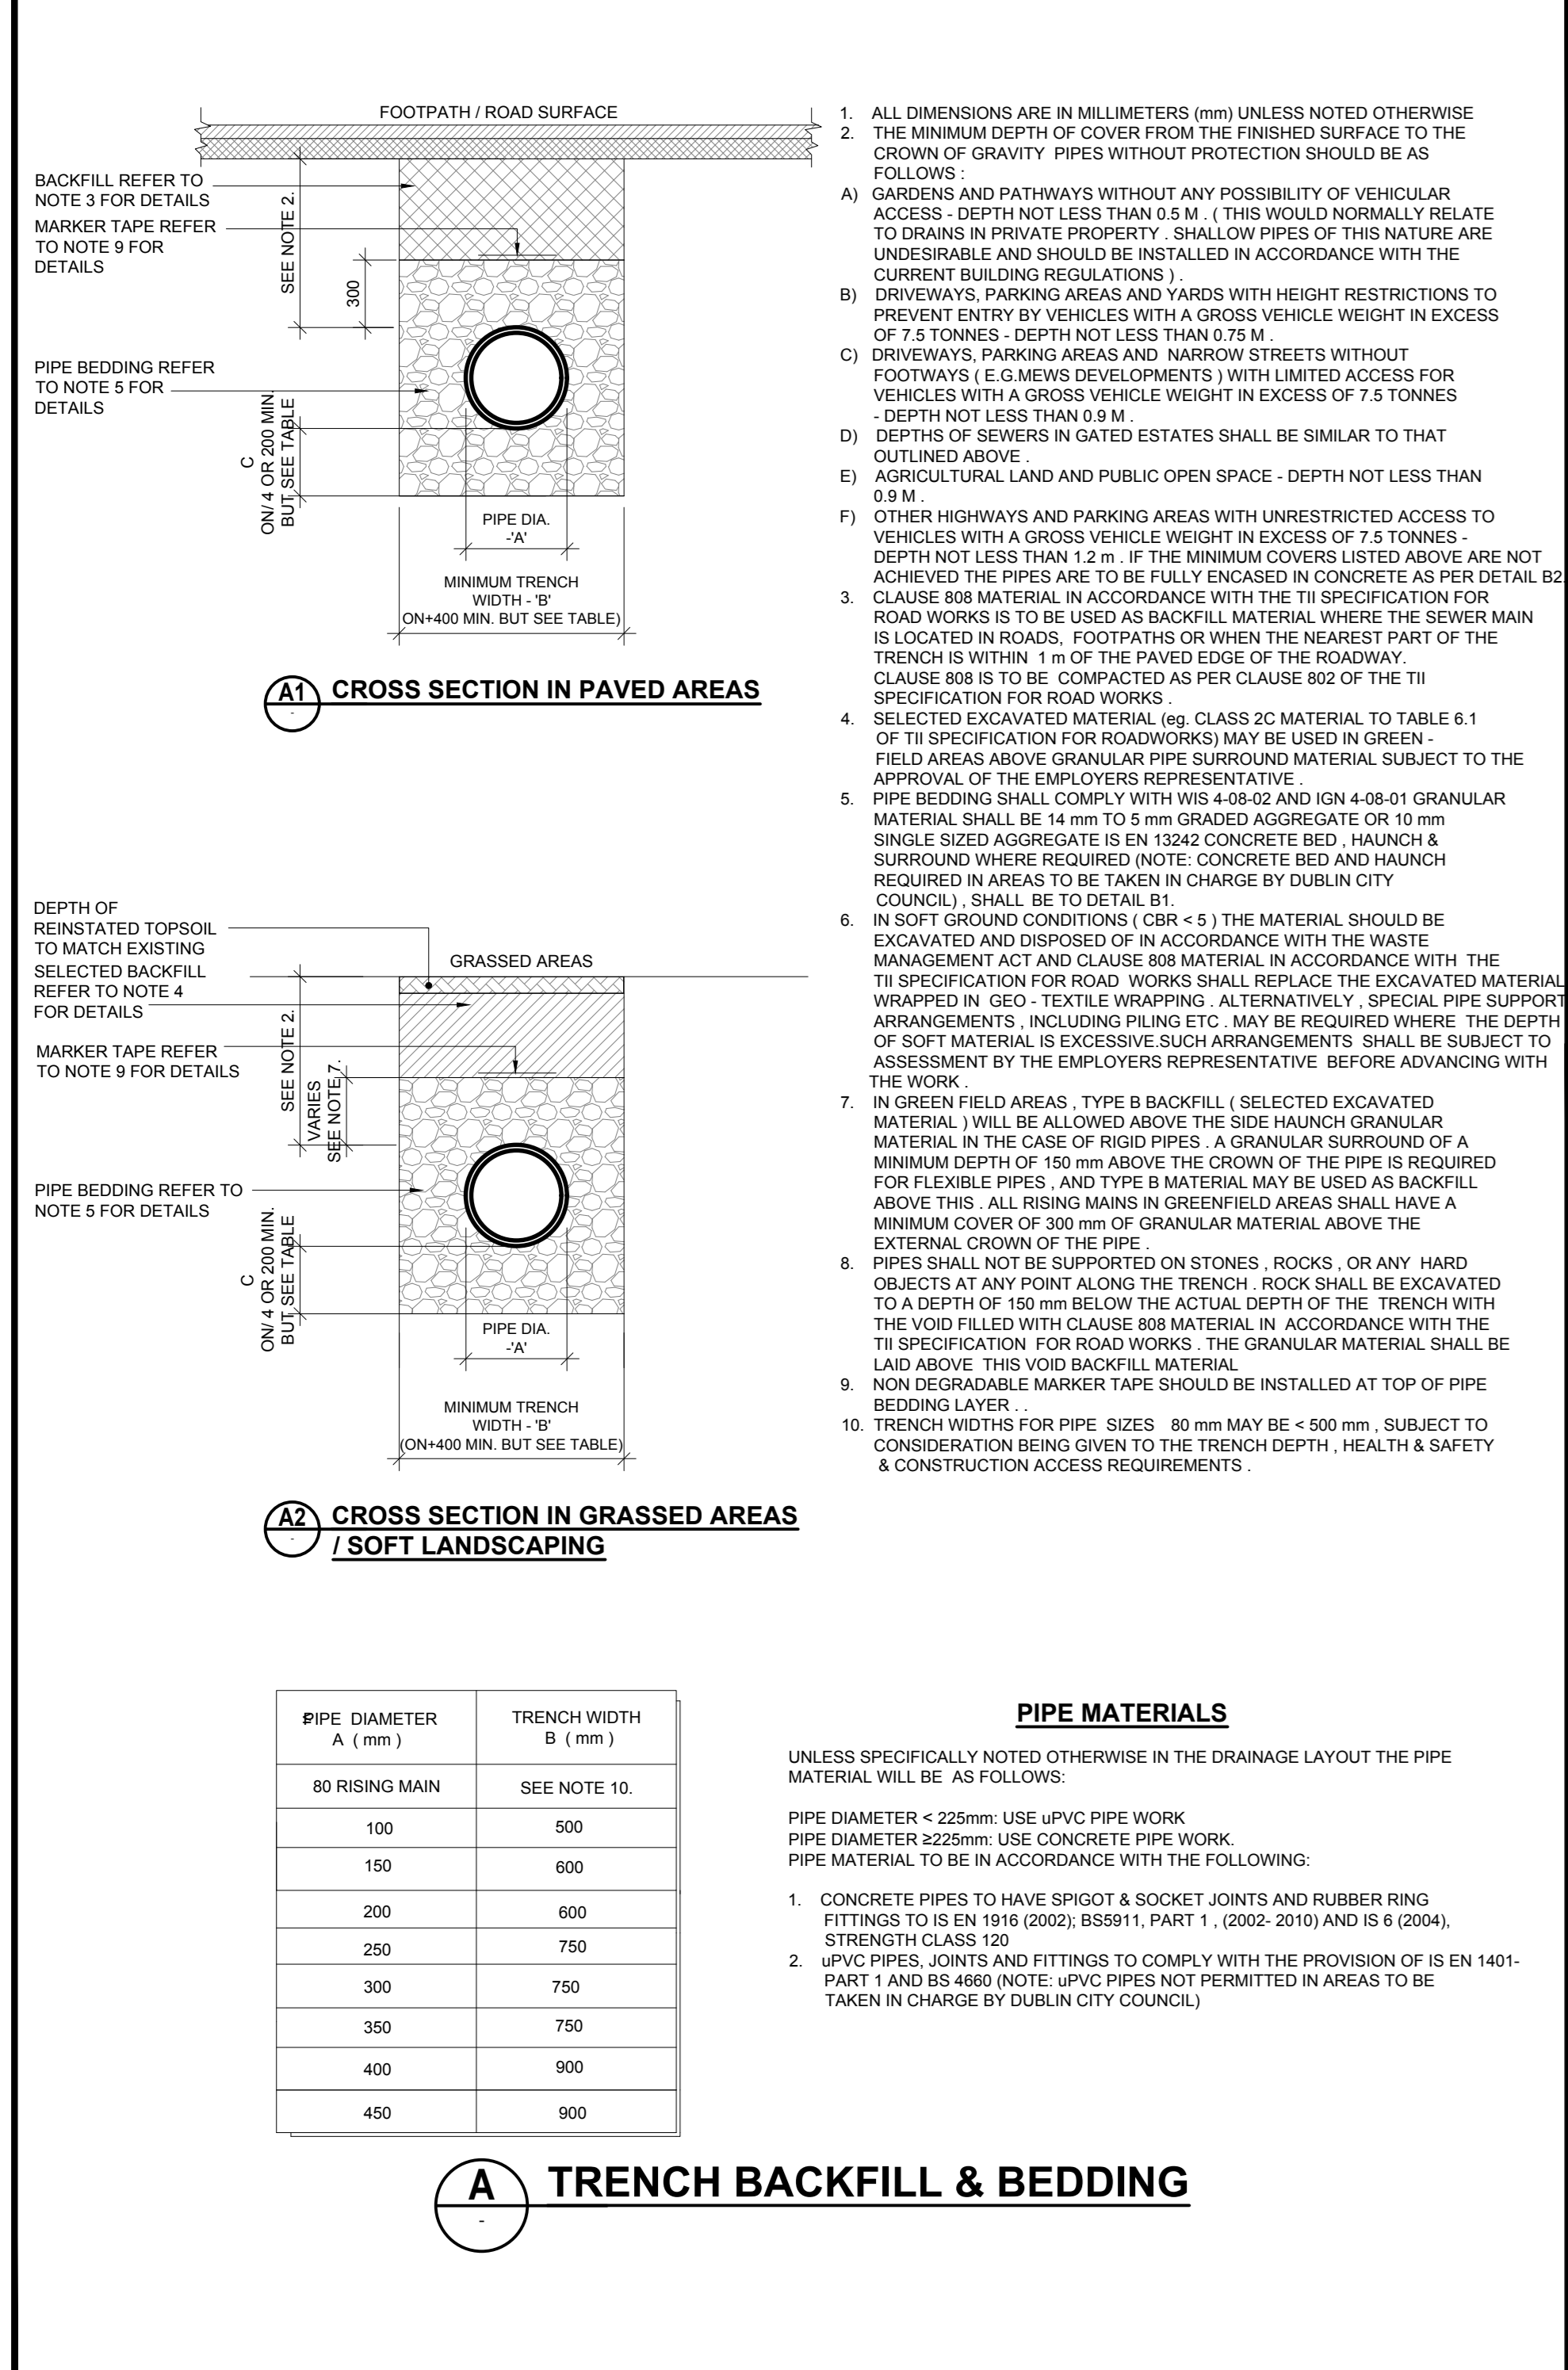 FOOTPATH / ROAD SURFACE
BACKFILL REFER TO
NOTE 3 FOR DETAILS
MARKER TAPE REFER
TO NOTE 9 FOR
DETAILS
SEE NOTE 2.
300
PIPE BEDDING REFER
TO NOTE 5 FOR
DETAILS
C
ON/ 4 OR 200 MIN.
BUT SEE TABLE
PIPE DIA.
-'A'
MINIMUM TRENCH
WIDTH - 'B'
(ON+400 MIN. BUT SEE TABLE)
A1
-
CROSS SECTION IN PAVED AREAS
DEPTH OF
REINSTATED TOPSOIL
TO MATCH EXISTING
SELECTED BACKFILL
REFER TO NOTE 4
FOR DETAILS
GRASSED AREAS
MARKER TAPE REFER
TO NOTE 9 FOR DETAILS
SEE NOTE 2.
VARIES
SEE NOTE 7.
PIPE BEDDING REFER TO
NOTE 5 FOR DETAILS
C
ON/ 4 OR 200 MIN.
BUT SEE TABLE
PIPE DIA.
-'A'
MINIMUM TRENCH
WIDTH - 'B'
(ON+400 MIN. BUT SEE TABLE)
A2
-
CROSS SECTION IN GRASSED AREAS
/ SOFT LANDSCAPING
1. ALL DIMENSIONS ARE IN MILLIMETERS (mm) UNLESS NOTED OTHERWISE
2. THE MINIMUM DEPTH OF COVER FROM THE FINISHED SURFACE TO THE
CROWN OF GRAVITY PIPES WITHOUT PROTECTION SHOULD BE AS
FOLLOWS :
A) GARDENS AND PATHWAYS WITHOUT ANY POSSIBILITY OF VEHICULAR
ACCESS - DEPTH NOT LESS THAN 0.5 M . ( THIS WOULD NORMALLY RELATE
TO DRAINS IN PRIVATE PROPERTY . SHALLOW PIPES OF THIS NATURE ARE
UNDESIRABLE AND SHOULD BE INSTALLED IN ACCORDANCE WITH THE
CURRENT BUILDING REGULATIONS ) .
B) DRIVEWAYS, PARKING AREAS AND YARDS WITH HEIGHT RESTRICTIONS TO
PREVENT ENTRY BY VEHICLES WITH A GROSS VEHICLE WEIGHT IN EXCESS
OF 7.5 TONNES - DEPTH NOT LESS THAN 0.75 M .
C) DRIVEWAYS, PARKING AREAS AND NARROW STREETS WITHOUT
FOOTWAYS ( E.G.MEWS DEVELOPMENTS ) WITH LIMITED ACCESS FOR
VEHICLES WITH A GROSS VEHICLE WEIGHT IN EXCESS OF 7.5 TONNES
- DEPTH NOT LESS THAN 0.9 M .
D) DEPTHS OF SEWERS IN GATED ESTATES SHALL BE SIMILAR TO THAT
OUTLINED ABOVE .
E) AGRICULTURAL LAND AND PUBLIC OPEN SPACE - DEPTH NOT LESS THAN
0.9 M .
F) OTHER HIGHWAYS AND PARKING AREAS WITH UNRESTRICTED ACCESS TO
VEHICLES WITH A GROSS VEHICLE WEIGHT IN EXCESS OF 7.5 TONNES -
DEPTH NOT LESS THAN 1.2 m . IF THE MINIMUM COVERS LISTED ABOVE ARE NOT
ACHIEVED THE PIPES ARE TO BE FULLY ENCASED IN CONCRETE AS PER DETAIL B2.
3. CLAUSE 808 MATERIAL IN ACCORDANCE WITH THE TII SPECIFICATION FOR
ROAD WORKS IS TO BE USED AS BACKFILL MATERIAL WHERE THE SEWER MAIN
IS LOCATED IN ROADS, FOOTPATHS OR WHEN THE NEAREST PART OF THE
TRENCH IS WITHIN 1 m OF THE PAVED EDGE OF THE ROADWAY.
CLAUSE 808 IS TO BE COMPACTED AS PER CLAUSE 802 OF THE TII
SPECIFICATION FOR ROAD WORKS .
4. SELECTED EXCAVATED MATERIAL (eg. CLASS 2C MATERIAL TO TABLE 6.1
OF TII SPECIFICATION FOR ROADWORKS) MAY BE USED IN GREEN -
FIELD AREAS ABOVE GRANULAR PIPE SURROUND MATERIAL SUBJECT TO THE
APPROVAL OF THE EMPLOYERS REPRESENTATIVE .
5. PIPE BEDDING SHALL COMPLY WITH WIS 4-08-02 AND IGN 4-08-01 GRANULAR
MATERIAL SHALL BE 14 mm TO 5 mm GRADED AGGREGATE OR 10 mm
SINGLE SIZED AGGREGATE IS EN 13242 CONCRETE BED , HAUNCH &
SURROUND WHERE REQUIRED (NOTE: CONCRETE BED AND HAUNCH
REQUIRED IN AREAS TO BE TAKEN IN CHARGE BY DUBLIN CITY
COUNCIL) , SHALL BE TO DETAIL B1.
6. IN SOFT GROUND CONDITIONS ( CBR < 5 ) THE MATERIAL SHOULD BE
EXCAVATED AND DISPOSED OF IN ACCORDANCE WITH THE WASTE
MANAGEMENT ACT AND CLAUSE 808 MATERIAL IN ACCORDANCE WITH THE
TII SPECIFICATION FOR ROAD WORKS SHALL REPLACE THE EXCAVATED MATERIAL
WRAPPED IN GEO - TEXTILE WRAPPING . ALTERNATIVELY , SPECIAL PIPE SUPPORT
ARRANGEMENTS , INCLUDING PILING ETC . MAY BE REQUIRED WHERE THE DEPTH
OF SOFT MATERIAL IS EXCESSIVE.SUCH ARRANGEMENTS SHALL BE SUBJECT TO
ASSESSMENT BY THE EMPLOYERS REPRESENTATIVE BEFORE ADVANCING WITH
THE WORK .
7. IN GREEN FIELD AREAS , TYPE B BACKFILL ( SELECTED EXCAVATED
MATERIAL ) WILL BE ALLOWED ABOVE THE SIDE HAUNCH GRANULAR
MATERIAL IN THE CASE OF RIGID PIPES . A GRANULAR SURROUND OF A
MINIMUM DEPTH OF 150 mm ABOVE THE CROWN OF THE PIPE IS REQUIRED
FOR FLEXIBLE PIPES , AND TYPE B MATERIAL MAY BE USED AS BACKFILL
ABOVE THIS . ALL RISING MAINS IN GREENFIELD AREAS SHALL HAVE A
MINIMUM COVER OF 300 mm OF GRANULAR MATERIAL ABOVE THE
EXTERNAL CROWN OF THE PIPE .
8. PIPES SHALL NOT BE SUPPORTED ON STONES , ROCKS , OR ANY HARD
OBJECTS AT ANY POINT ALONG THE TRENCH . ROCK SHALL BE EXCAVATED
TO A DEPTH OF 150 mm BELOW THE ACTUAL DEPTH OF THE TRENCH WITH
THE VOID FILLED WITH CLAUSE 808 MATERIAL IN ACCORDANCE WITH THE
TII SPECIFICATION FOR ROAD WORKS . THE GRANULAR MATERIAL SHALL BE
LAID ABOVE THIS VOID BACKFILL MATERIAL
9. NON DEGRADABLE MARKER TAPE SHOULD BE INSTALLED AT TOP OF PIPE
BEDDING LAYER . .
10. TRENCH WIDTHS FOR PIPE SIZES 80 mm MAY BE < 500 mm , SUBJECT TO
CONSIDERATION BEING GIVEN TO THE TRENCH DEPTH , HEALTH & SAFETY
& CONSTRUCTION ACCESS REQUIREMENTS .
PIPE DIAMETER TRENCH WIDTH
A ( mm ) B ( mm )
80 RISING MAIN SEE NOTE 10.
100 500
150 600
200 600
250 750
300 750
350 750
400 900
450 900
PIPE MATERIALS
UNLESS SPECIFICALLY NOTED OTHERWISE IN THE DRAINAGE LAYOUT THE PIPE
MATERIAL WILL BE AS FOLLOWS:
PIPE DIAMETER < 225mm: USE uPVC PIPE WORK
PIPE DIAMETER ≥225mm: USE CONCRETE PIPE WORK.
PIPE MATERIAL TO BE IN ACCORDANCE WITH THE FOLLOWING:
1. CONCRETE PIPES TO HAVE SPIGOT & SOCKET JOINTS AND RUBBER RING
FITTINGS TO IS EN 1916 (2002); BS5911, PART 1 , (2002- 2010) AND IS 6 (2004),
STRENGTH CLASS 120
2. uPVC PIPES, JOINTS AND FITTINGS TO COMPLY WITH THE PROVISION OF IS EN 1401-
PART 1 AND BS 4660 (NOTE: uPVC PIPES NOT PERMITTED IN AREAS TO BE
TAKEN IN CHARGE BY DUBLIN CITY COUNCIL)
A
-
TRENCH BACKFILL & BEDDING